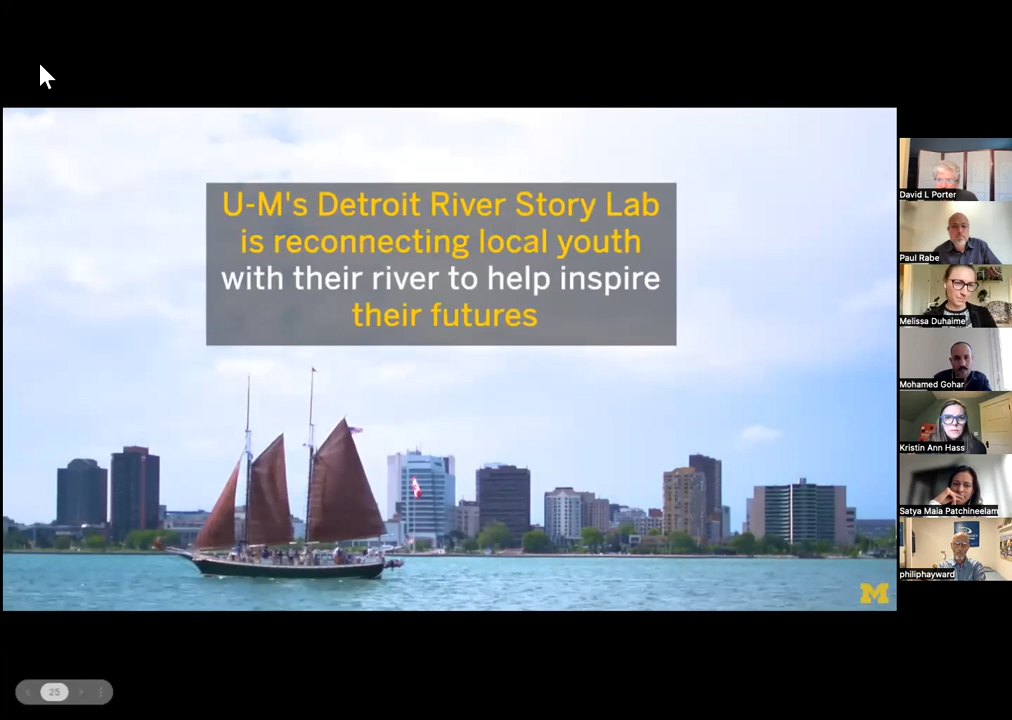 U-M's Detroit River Story Lab
is reconnecting local youth
with their river to help inspire
their futures
M
David L Porter
Paul Rabe
Melissa Duhaime
Mohamed Gohar
Kristin Ann Hass
Satya Maia Patchineelam
philiphayward
25